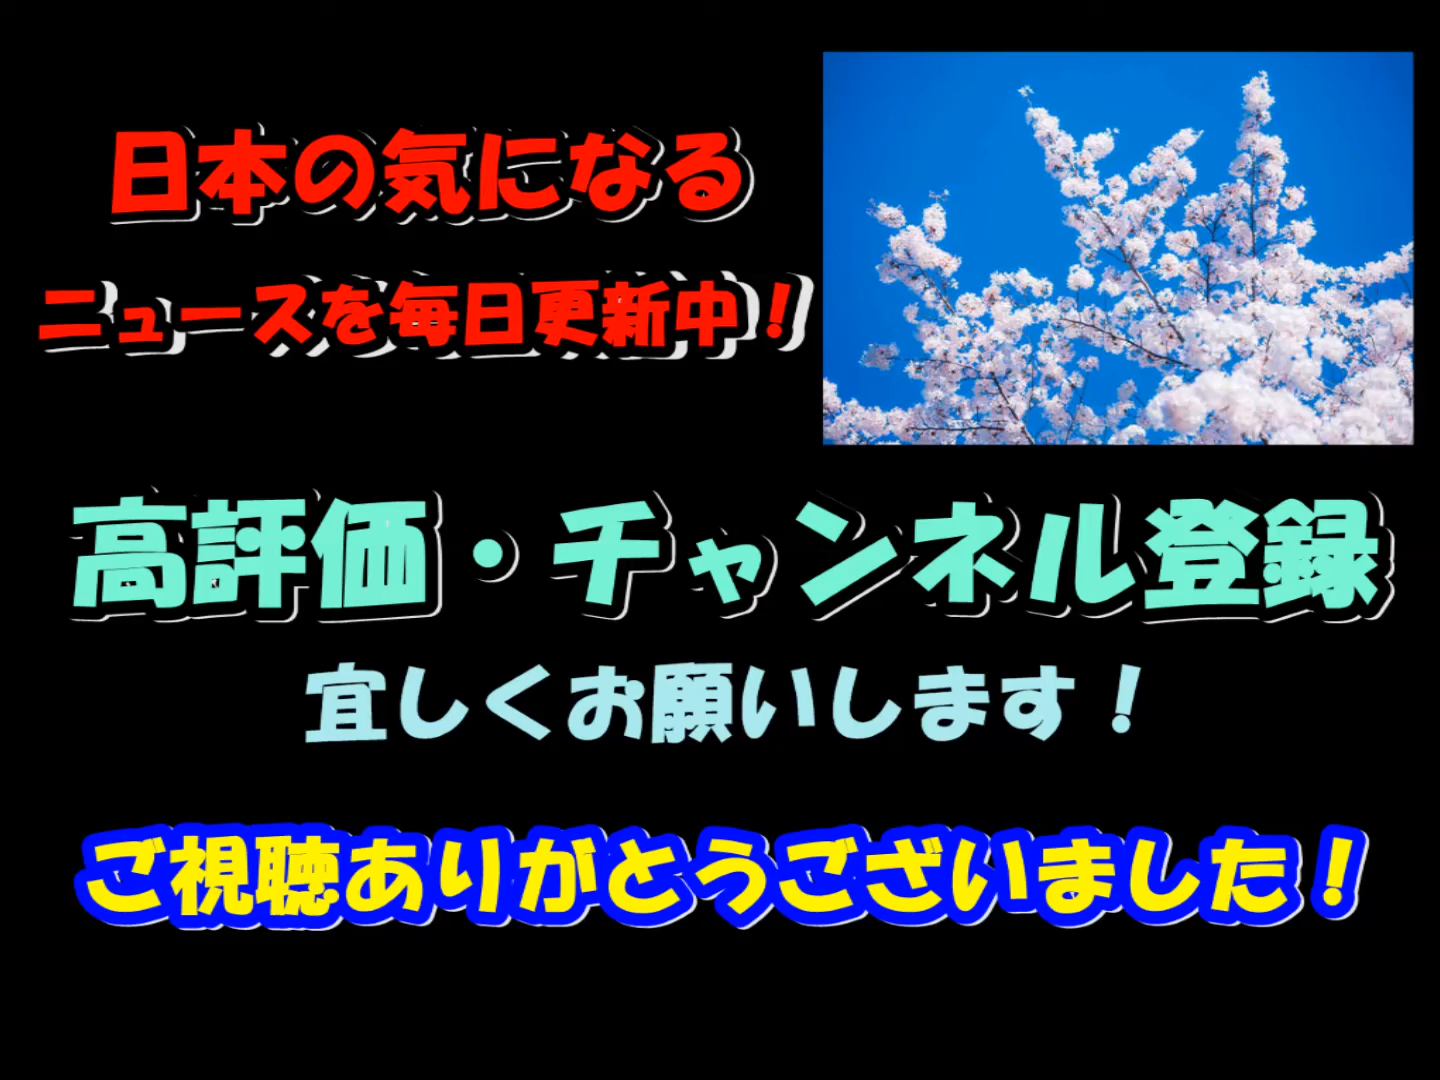 日本の気になる
ニュースを毎日更新中！
高評価・チャンネル登録
宜しくお願いします！
ご視聴ありがとうございました！